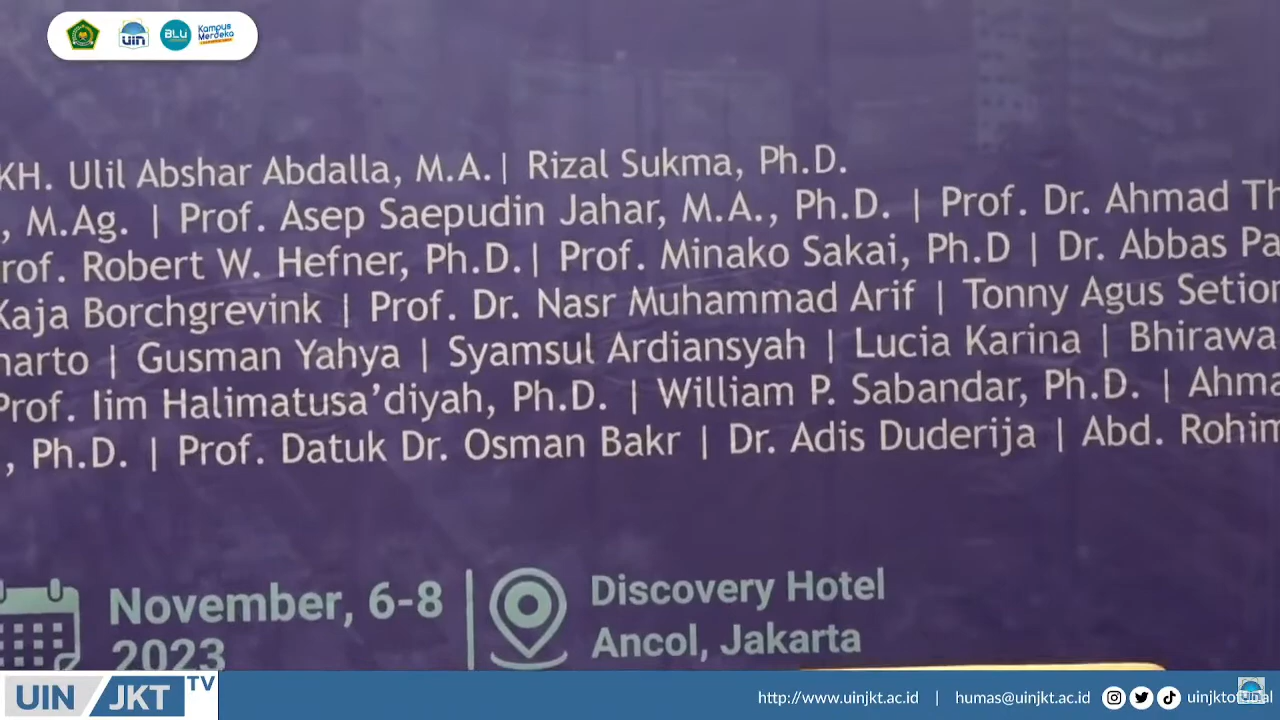 uin
BLU
Kampus
Merdeka
KH. Ulil Abshar Abdalla, M.A. | Rizal Sukma, Ph.D.
, M.Ag. | Prof. Asep Saepudin Jahar, M.A., Ph.D. | Prof. Dr. Ahmad Th
rof. Robert W. Hefner, Ph.D. | Prof. Minako Sakai, Ph.D | Dr. Abbas Pa
Kaja Borchgrevink | Prof. Dr. Nasr Muhammad Arif | Tonny Agus Setion
harto | Gusman Yahya | Syamsul Ardiansyah | Lucia Karina | Bhirawa
Prof. Iim Halimatusa'diyah, Ph.D. | William P. Sabandar, Ph.D. | Ahma
, Ph.D. | Prof. Datuk Dr. Osman Bakr | Dr. Adis Duderija | Abd. Rohim
November, 6-8
2023
Discovery Hotel
Ancol, Jakarta
UIN JKT TV
http://www.uinjkt.ac.id | humas@uinjkt.ac.id uinjktofficial